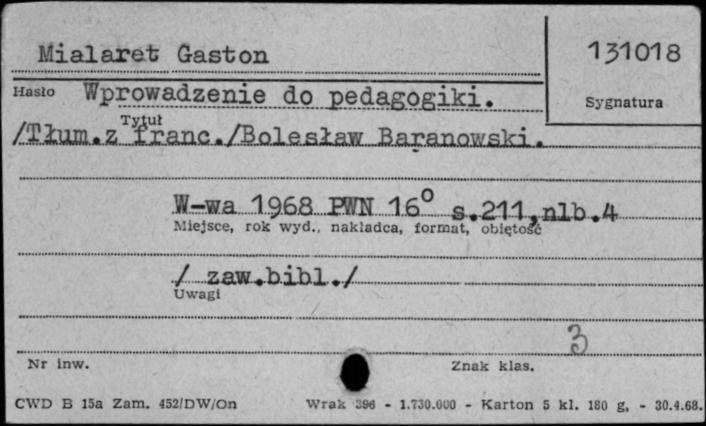 Mialaret Gaston
131018
Hasło Wprowadzenie do pedagogiki.
Sygnatura
Tytuł
/Tłum.z franc./Bolesław Baranowski.
W-wa 1968 PWN 16° s.211,nlb.4
Miejsce, rok wyd., nakładca, format, objętość
/ zaw.bibl./
Uwagi
3
Nr inw.
Znak klas.
CWD B 15a Zam. 452/DW/On
Wrak 396 - 1.730.000 - Karton 5 kl. 180 g, - 30.4.68.